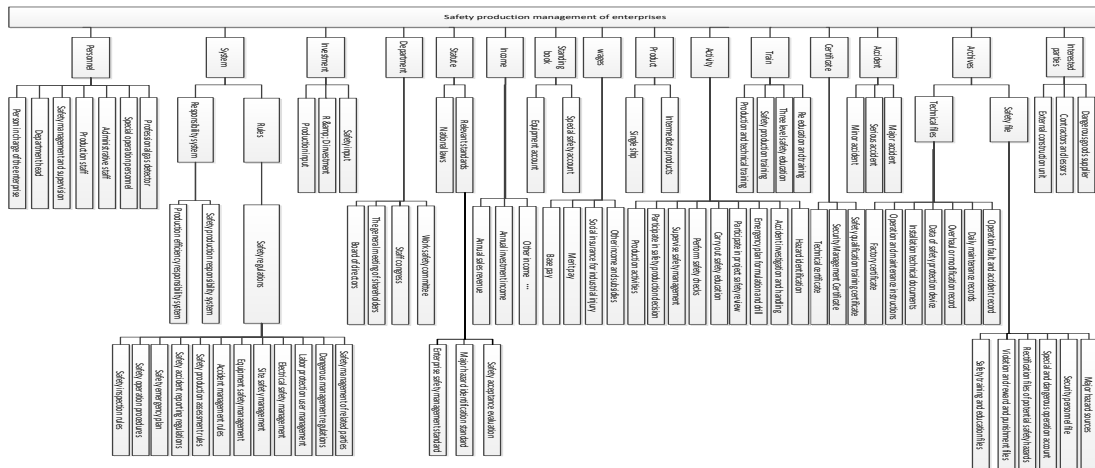 Safety production management of enterprises
Personnel
System
Investment
Department
Statute
Income
Standing book
wages
Product
Activity
Train
Certificate
Accident
Archives
Interested parties
Person in charge of the enterprise
Department head
Safety management and supervision
Production staff
Administrative staff
Special operation personnel
Professional gas detector
Responsibility system
Rules
Production input
R &amp; D investment
Safety input
National laws
Relevant standards
Equipment account
Special safety account
Single ship
Intermediate products
Production and technical training
Safety production training
Three level safety education
Re education and training
Minor accident
Serious accident
Major accident
Technical files
Safety file
External construction unit
Contractors and lessors
Dangerous goods supplier
Production efficiency responsibility system
Safety production responsibility system
Safety regulations
Board of directors
The general meeting of shareholders
Staff congress
Work safety committee
Annual sales revenue
Annual investment income
Other income ...
Base pay
Merit pay
Social insurance for industrial injury
Other income and subsidies
Production activities
Participate in safety production decision
Supervise safety management
Perform safety checks
Carry out safety education
Participate in project safety review
Emergency plan formulation and drill
Accident investigation and handling
Hazard identification
Technical certificate
Security Management Certificate
Safety qualification training certificate
Factory certificate
Operation and maintenance instructions
Installation technical documents
Data of safety protection device
Overhaul or modification record
Daily maintenance records
Operation fault and accident record
Safety inspection rules
Safety operation procedures
Safety emergency plan
Safety accident reporting regulations
Safety production assessment rules
Accident management rules
Equipment safety management
Site safety management
Electrical safety management
Labor protection user management
Dangerous management regulations
Safety management of related parties
Enterprise safety management standard
Major hazard identification standard
Safety acceptance evaluation
Safety training and education files
Violation and reward and punishment files
Rectification files of potential safety hazards
Special and dangerous operation account
Security personnel file
Major hazard sources